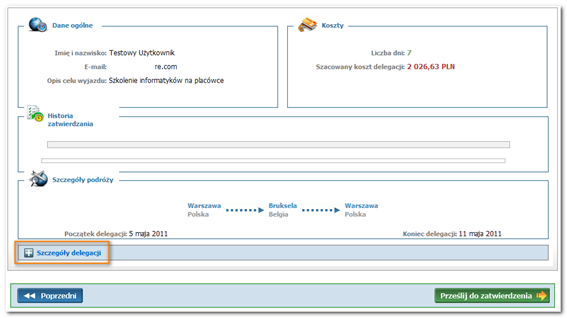 Dane ogólne
Koszty
Imię i nazwisko: Testowy Użytkownik
E-mail: re.com
Opis celu wyjazdu: Szkolenie informatyków na placówce
Liczba dni: 7
Szacowany koszt delegacji: 2 026,63 PLN
Historia
zatwierdzania
Szczegóły podróży
Warszawa Bruksela Warszawa
Polska Belgia Polska
Początek delegacji: 5 maja 2011 Koniec delegacji: 11 maja 2011
Szczegóły delegacji
Poprzedni Prześlij do zatwierdzenia